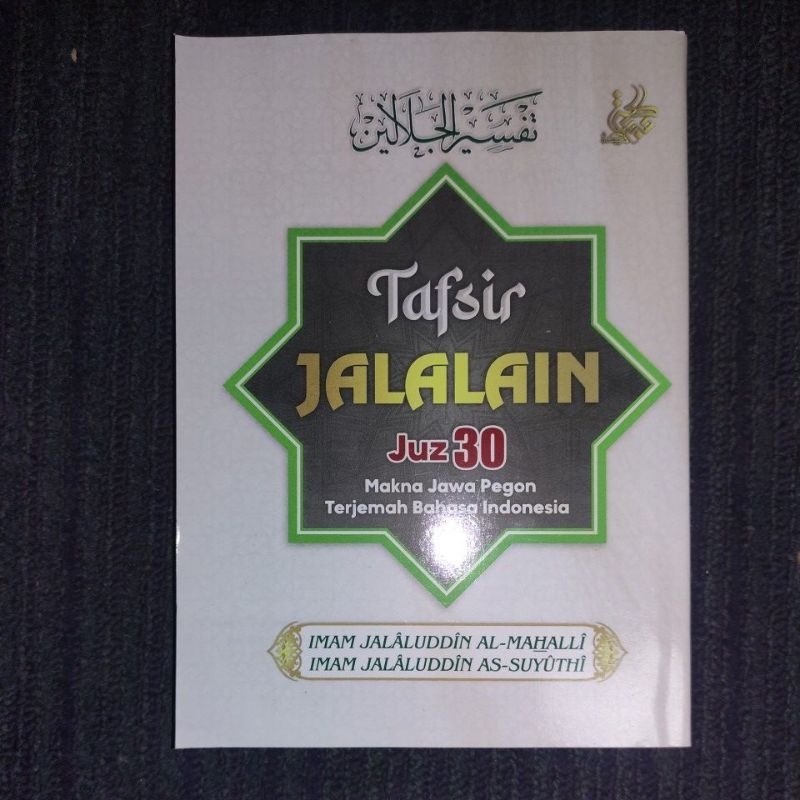 تفسير الجلالين
Tafsir
JALALAIN
Juz 30
Makna Jawa Pegon
Terjemah Bahasa Indonesia
IMAM JALÂLUDDÎN AL-MAḤALLÎ
IMAM JALÂLUDDÎN AS-SUYÛTHÎ